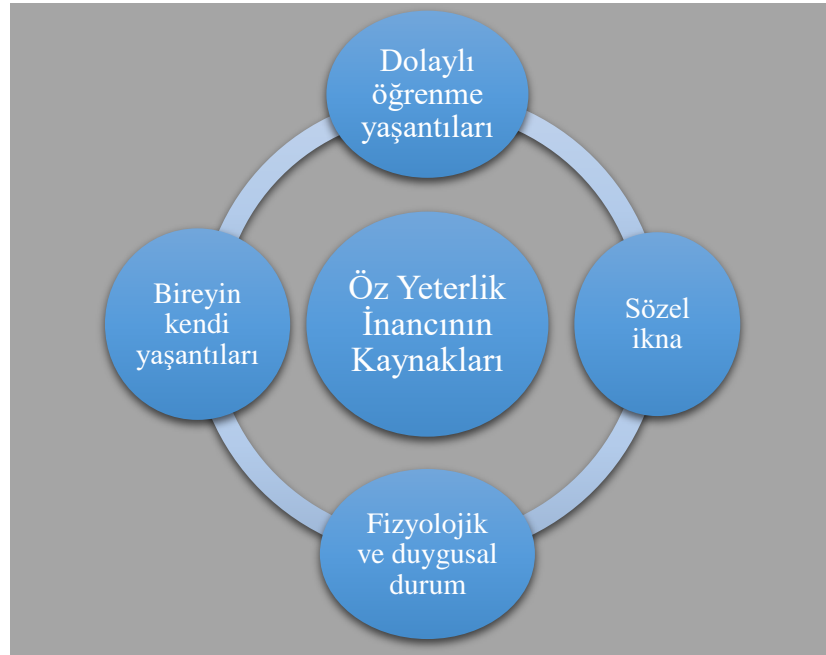 Dolaylı
öğrenme
yaşantıları
Bireyin
kendi
yaşantıları
Öz Yeterlik
İnancının
Kaynakları
Sözel
ikna
Fizyolojik
ve duygusal
durum